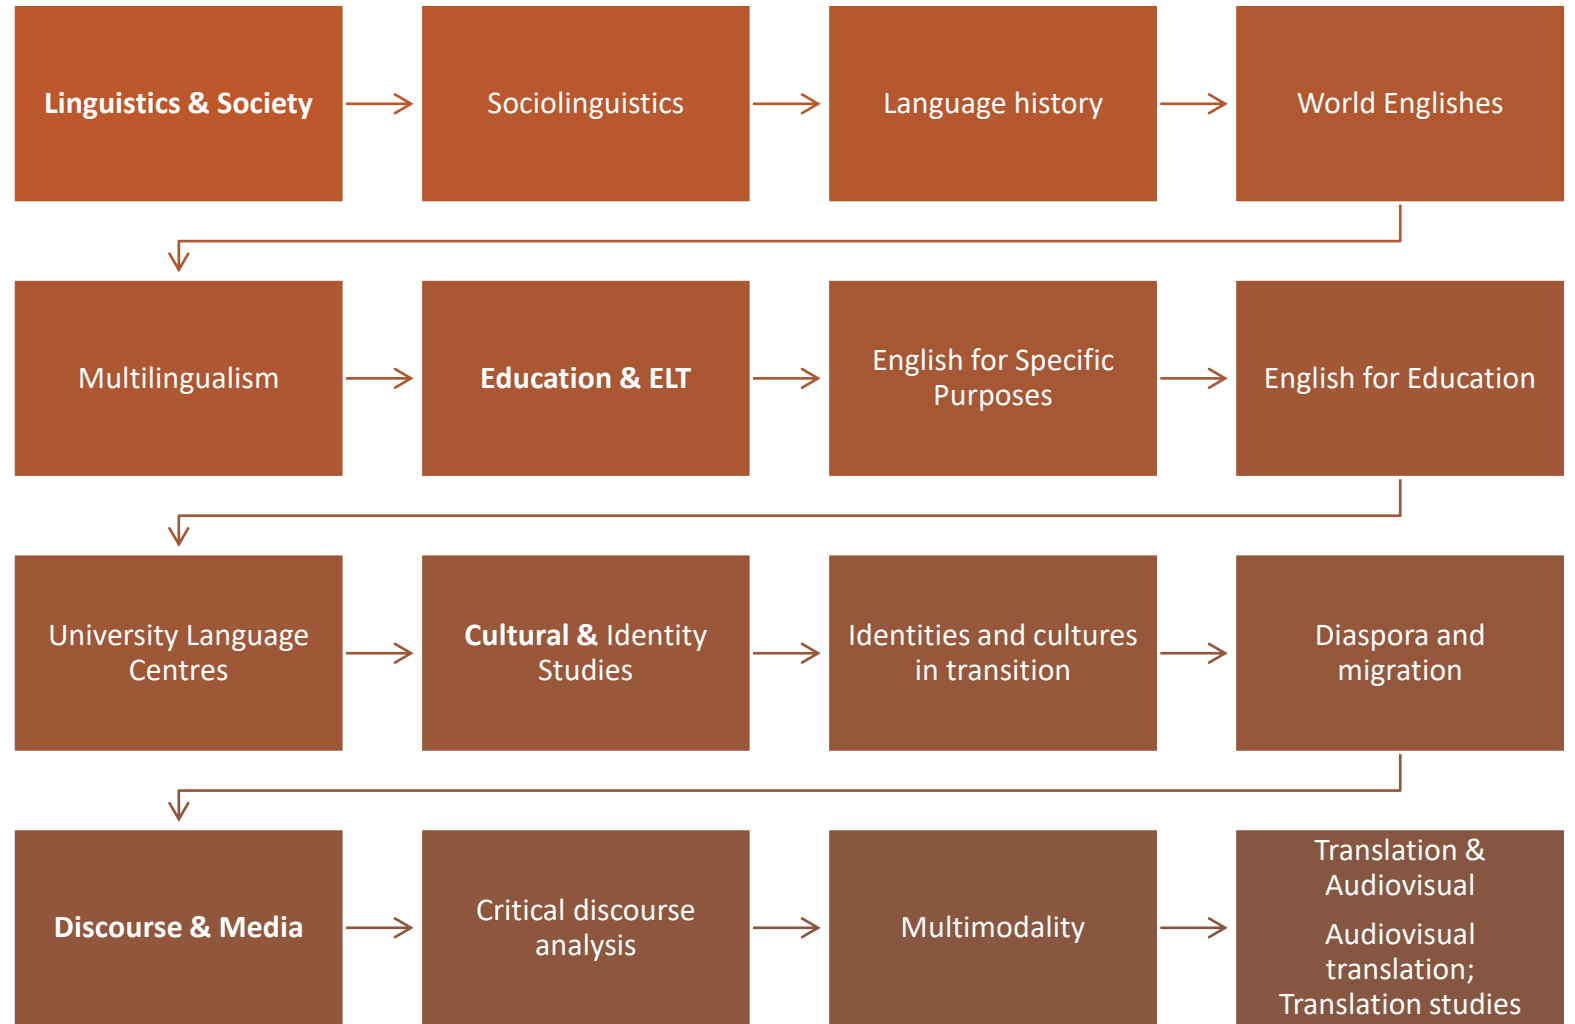 Linguistics & Society
Sociolinguistics
Language history
World Englishes
Multilingualism
Education & ELT
English for Specific
Purposes
English for Education
University Language
Centres
Cultural & Identity
Studies
Identities and cultures
in transition
Diaspora and
migration
Discourse & Media
Critical discourse
analysis
Multimodality
Translation &
Audiovisual
Audiovisual
translation;
Translation studies